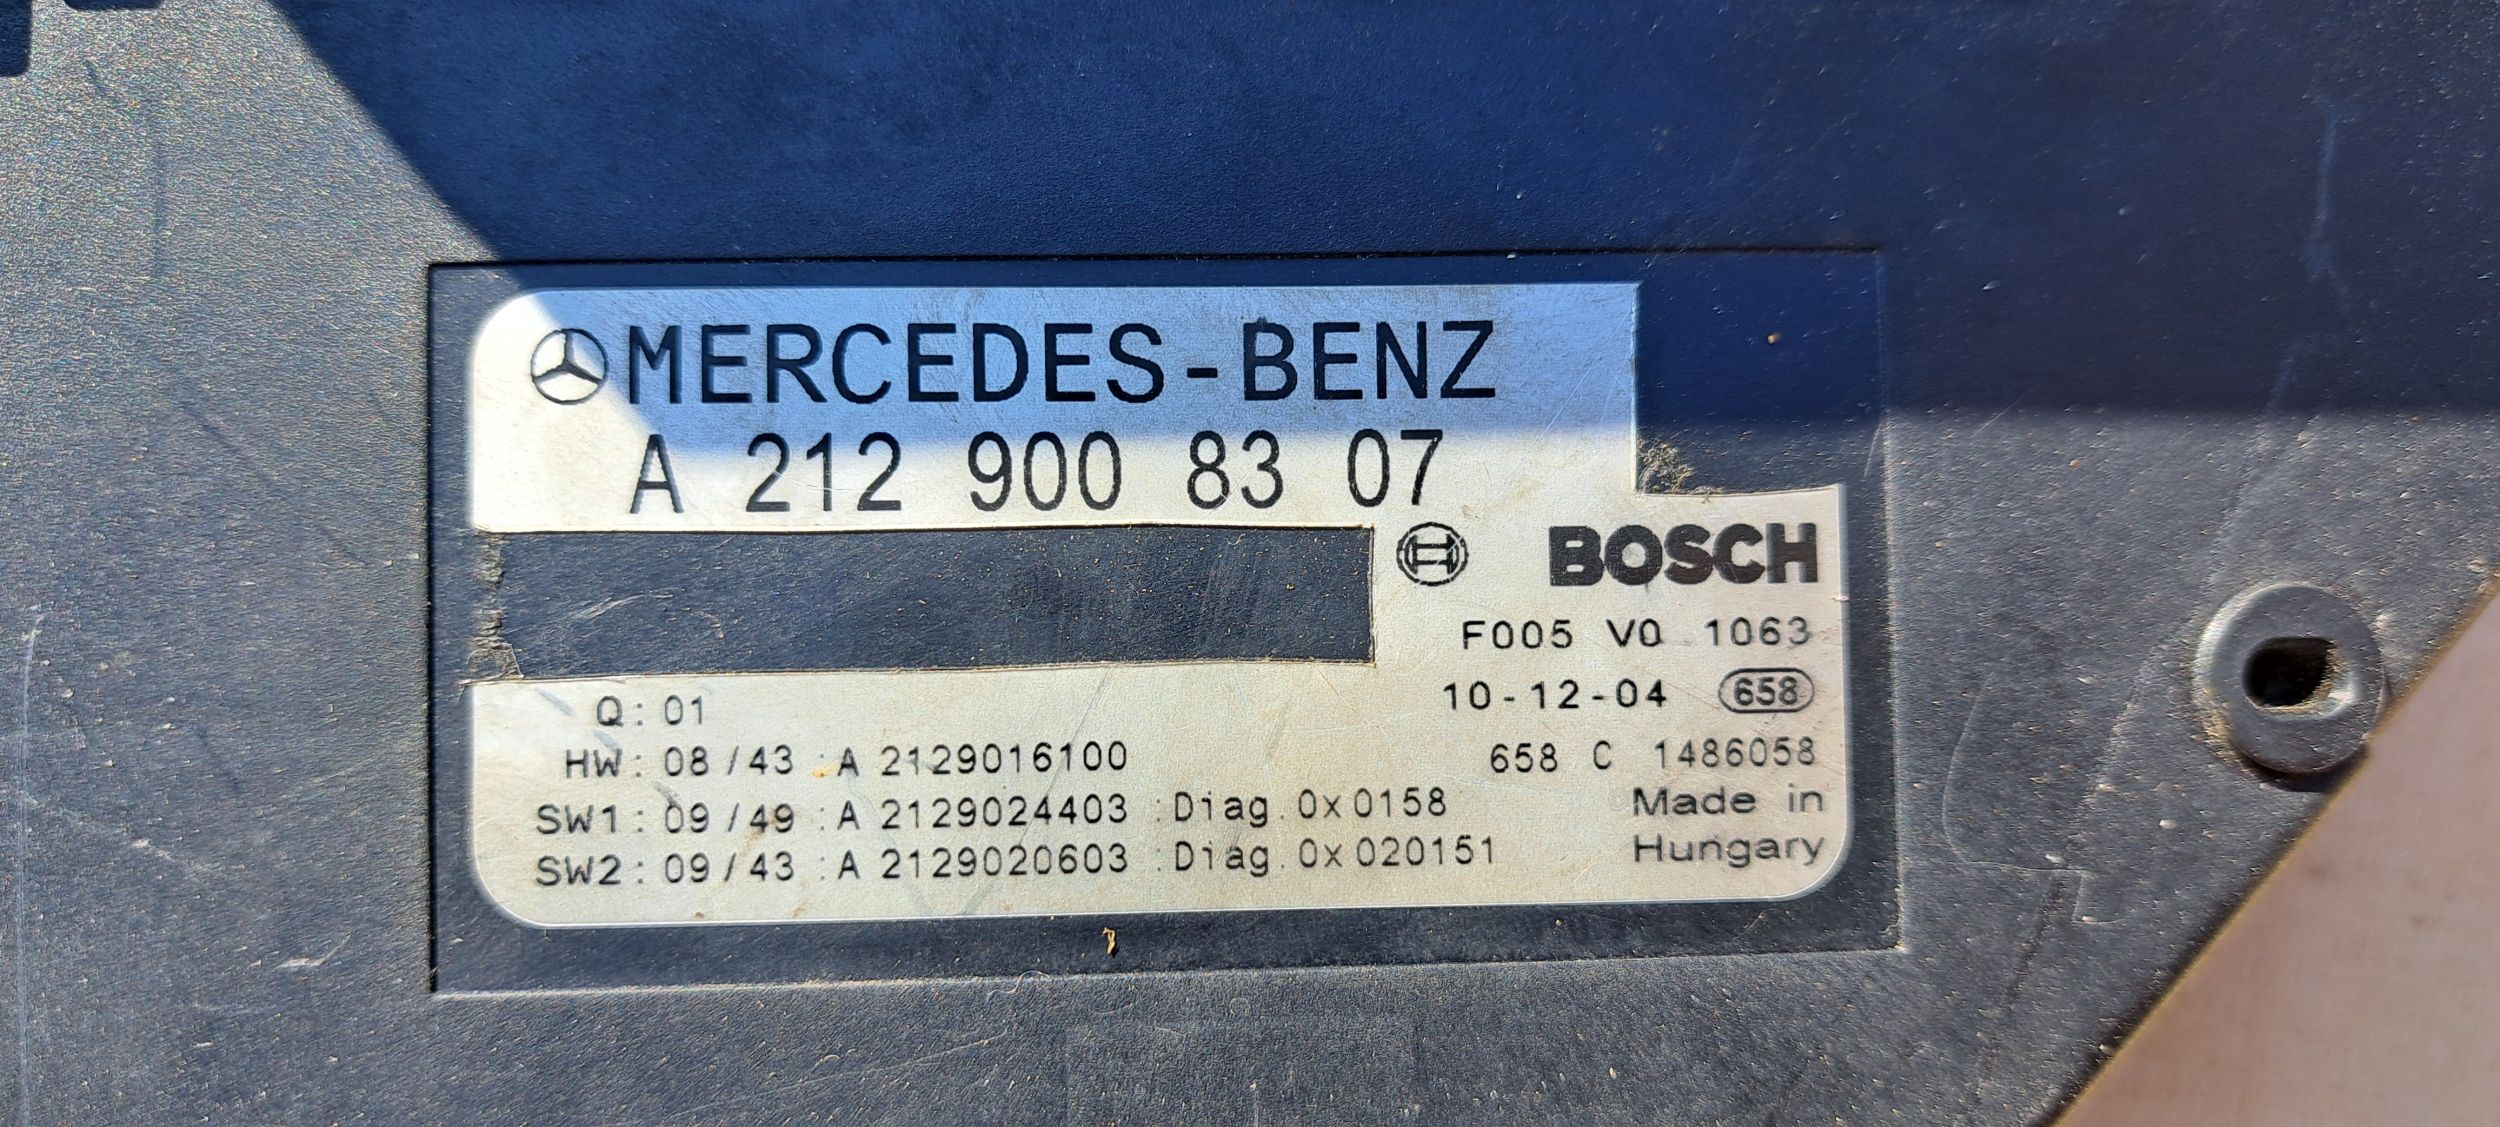 MERCEDES-BENZ
A 212 900 83 07
BOSCH
F005 V0 1063
10-12-04 658
658 C 1486058
Made in
Hungary
Q: 01
HW: 08/43 :A 2129016100
SW1: 09/49 :A 2129024403 :Diag.0x0158
SW2: 09/43 :A 2129020603 :Diag.0x020151